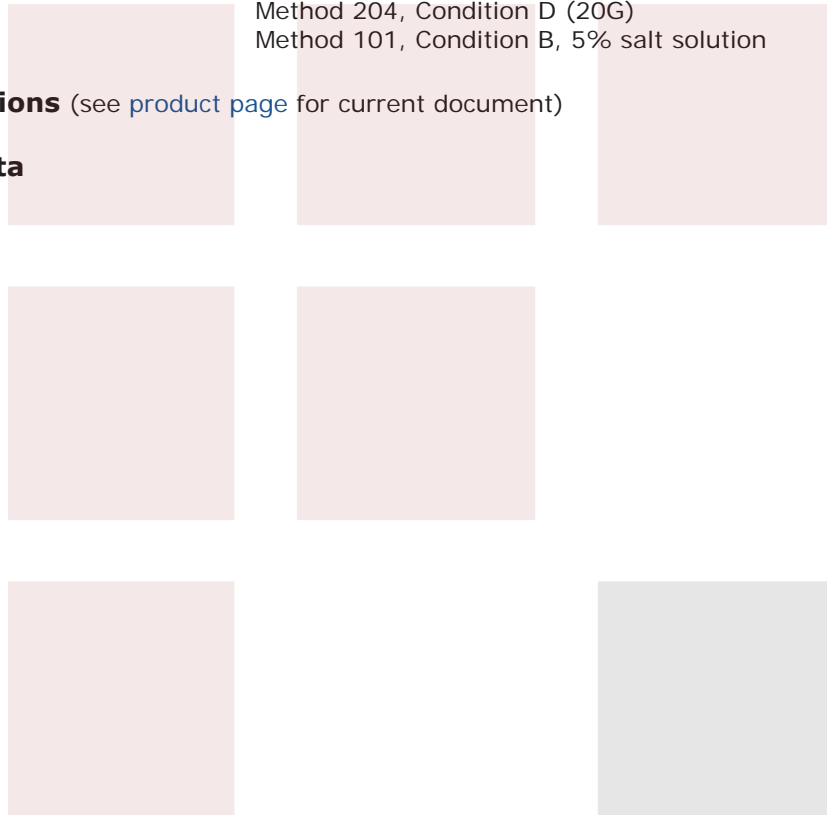 Method 204, Condition D (20G)
Method 101, Condition B, 5% salt solution
ions (see product page for current document)
ta